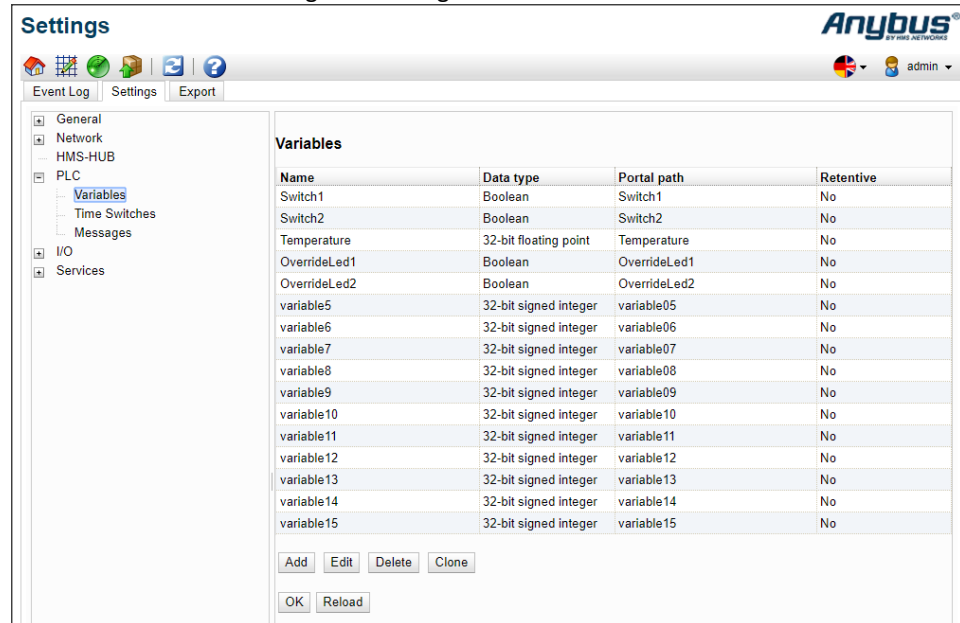 Settings
Anybus®
BY HMS NETWORKS
admin
Event Log Settings Export
General
Network
HMS-HUB
PLC
Variables
Time Switches
Messages
I/O
Services
Variables
Name Data type Portal path Retentive
Switch1 Boolean Switch1 No
Switch2 Boolean Switch2 No
Temperature 32-bit floating point Temperature No
OverrideLed1 Boolean OverrideLed1 No
OverrideLed2 Boolean OverrideLed2 No
variable5 32-bit signed integer variable05 No
variable6 32-bit signed integer variable06 No
variable7 32-bit signed integer variable07 No
variable8 32-bit signed integer variable08 No
variable9 32-bit signed integer variable09 No
variable10 32-bit signed integer variable10 No
variable11 32-bit signed integer variable11 No
variable12 32-bit signed integer variable12 No
variable13 32-bit signed integer variable13 No
variable14 32-bit signed integer variable14 No
variable15 32-bit signed integer variable15 No
Add Edit Delete Clone
OK Reload